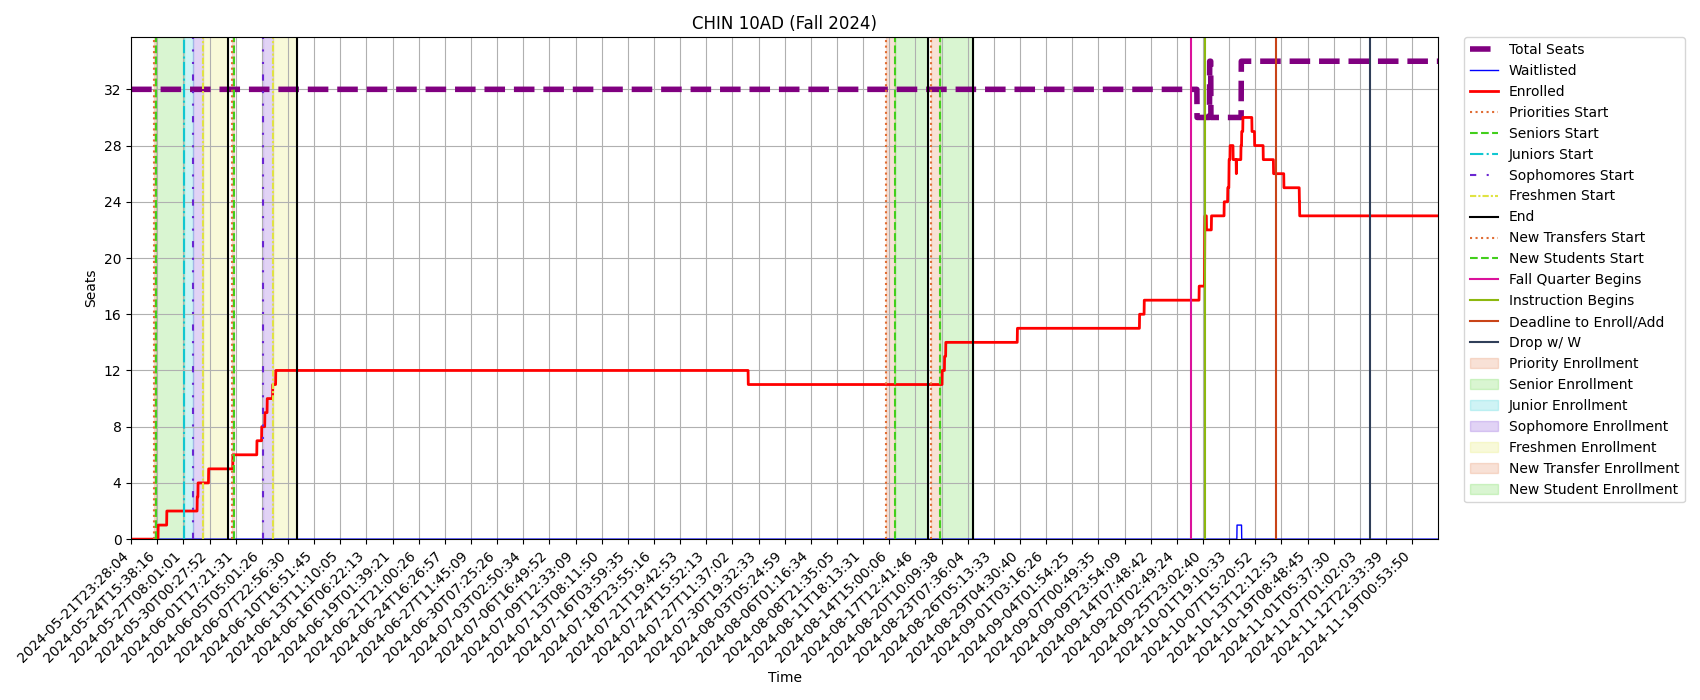 CHIN 10AD (Fall 2024)
Seats
32
28
24
20
16
12
8
4
0
2024-05-21T23:28:04
2024-05-24T15:38:16
2024-05-27T08:01:01
2024-05-30T00:27:52
2024-06-01T17:21:31
2024-06-05T05:01:26
2024-06-07T22:56:30
2024-06-10T16:51:45
2024-06-13T11:10:05
2024-06-16T06:22:13
2024-06-19T01:39:21
2024-06-21T21:00:26
2024-06-24T16:26:57
2024-06-27T11:45:09
2024-06-30T07:25:26
2024-07-03T02:50:34
2024-07-06T16:49:52
2024-07-09T12:33:09
2024-07-13T08:11:50
2024-07-16T03:59:35
2024-07-18T23:55:16
2024-07-21T19:42:53
2024-07-24T15:52:13
2024-07-27T11:37:02
2024-07-30T19:32:33
2024-08-03T05:24:59
2024-08-06T01:16:34
2024-08-08T21:35:05
2024-08-11T18:13:31
2024-08-14T15:00:06
2024-08-17T12:41:46
2024-08-20T10:09:38
2024-08-23T07:36:04
2024-08-26T05:13:33
2024-08-29T04:30:40
2024-09-01T03:16:26
2024-09-04T01:54:25
2024-09-07T00:49:35
2024-09-09T23:54:09
2024-09-14T07:48:42
2024-09-20T02:49:24
2024-09-25T23:02:40
2024-10-01T19:10:33
2024-10-07T15:20:52
2024-10-13T12:12:53
2024-10-19T08:48:45
2024-11-01T05:37:30
2024-11-07T01:02:03
2024-11-12T22:33:39
2024-11-19T00:53:50
Time
Total Seats
Waitlisted
Enrolled
Priorities Start
Seniors Start
Juniors Start
Sophomores Start
Freshmen Start
End
New Transfers Start
New Students Start
Fall Quarter Begins
Instruction Begins
Deadline to Enroll/Add
Drop w/ W
Priority Enrollment
Senior Enrollment
Junior Enrollment
Sophomore Enrollment
Freshmen Enrollment
New Transfer Enrollment
New Student Enrollment